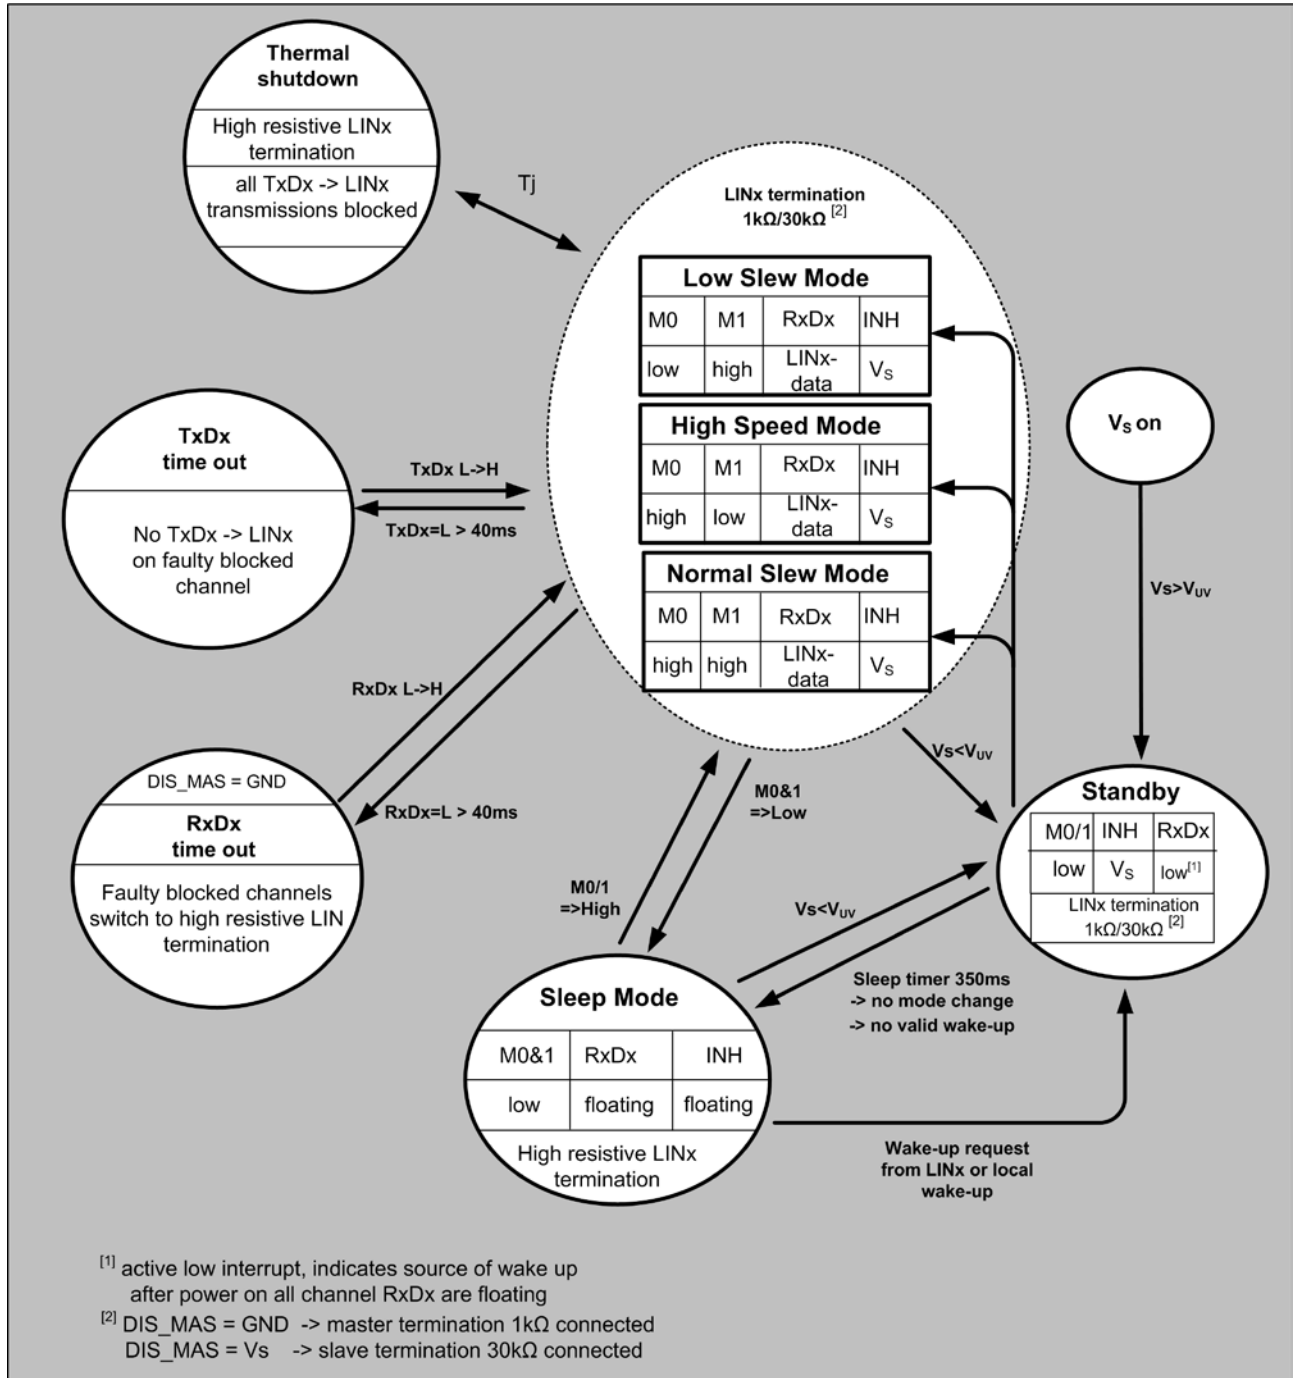 Thermal
shutdown
High resistive LINx
termination
all TxDx -> LINx
transmissions blocked
Tj
LINx termination
1kΩ/30kΩ [2]
Low Slew Mode
M0 M1 RxDx INH
low high LINx-data VS
High Speed Mode
M0 M1 RxDx INH
high low LINx-data VS
Normal Slew Mode
M0 M1 RxDx INH
high high LINx-data VS
VS on
Vs>VUV
TxDx
time out
No TxDx -> LINx
on faulty blocked
channel
TxDx L->H
TxDx=L > 40ms
RxDx L->H
RxDx=L > 40ms
DIS_MAS = GND
RxDx
time out
Faulty blocked channels
switch to high resistive LIN
termination
M0/1
=>High
M0&1
=>Low
Vs<VUV
Standby
M0/1 INH RxDx
low VS low[1]
LINx termination
1kΩ/30kΩ [2]
Vs<VUV
Sleep timer 350ms
-> no mode change
-> no valid wake-up
Sleep Mode
M0&1 RxDx INH
low floating floating
High resistive LINx
termination
Wake-up request
from LINx or local
wake-up
[1] active low interrupt, indicates source of wake up
after power on all channel RxDx are floating
[2] DIS_MAS = GND -> master termination 1kΩ connected
DIS_MAS = Vs -> slave termination 30kΩ connected